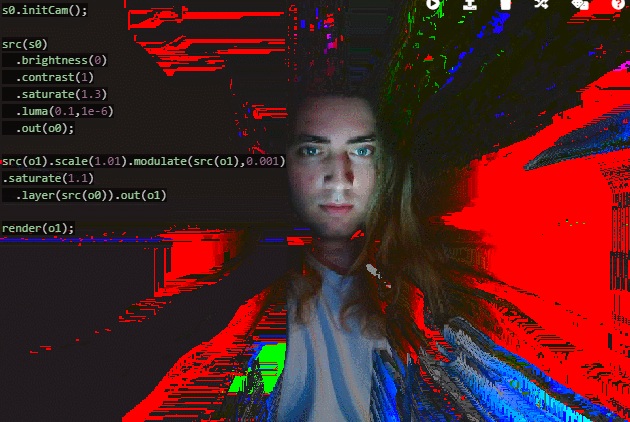 s0.initCam();
src(s0)
.brightness(0)
.contrast(1)
.saturate(1.3)
.luma(0.1,1e-6)
.out(o0);
src(o1).scale(1.01).modulate(src(o1),0.001)
.saturate(1.1)
.layer(src(o0)).out(o1)
render(o1);